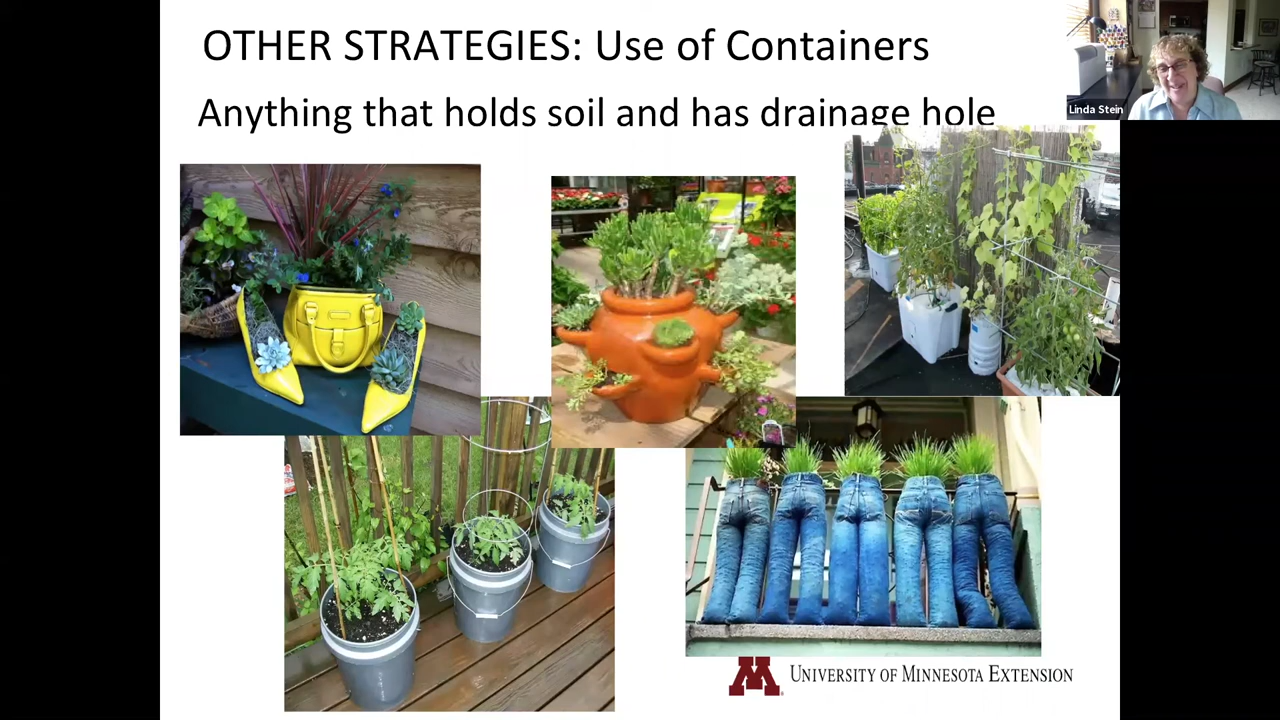 OTHER STRATEGIES: Use of Containers
Linda Stein
Anything that holds soil and has drainage hole
UNIVERSITY OF MINNESOTA EXTENSION